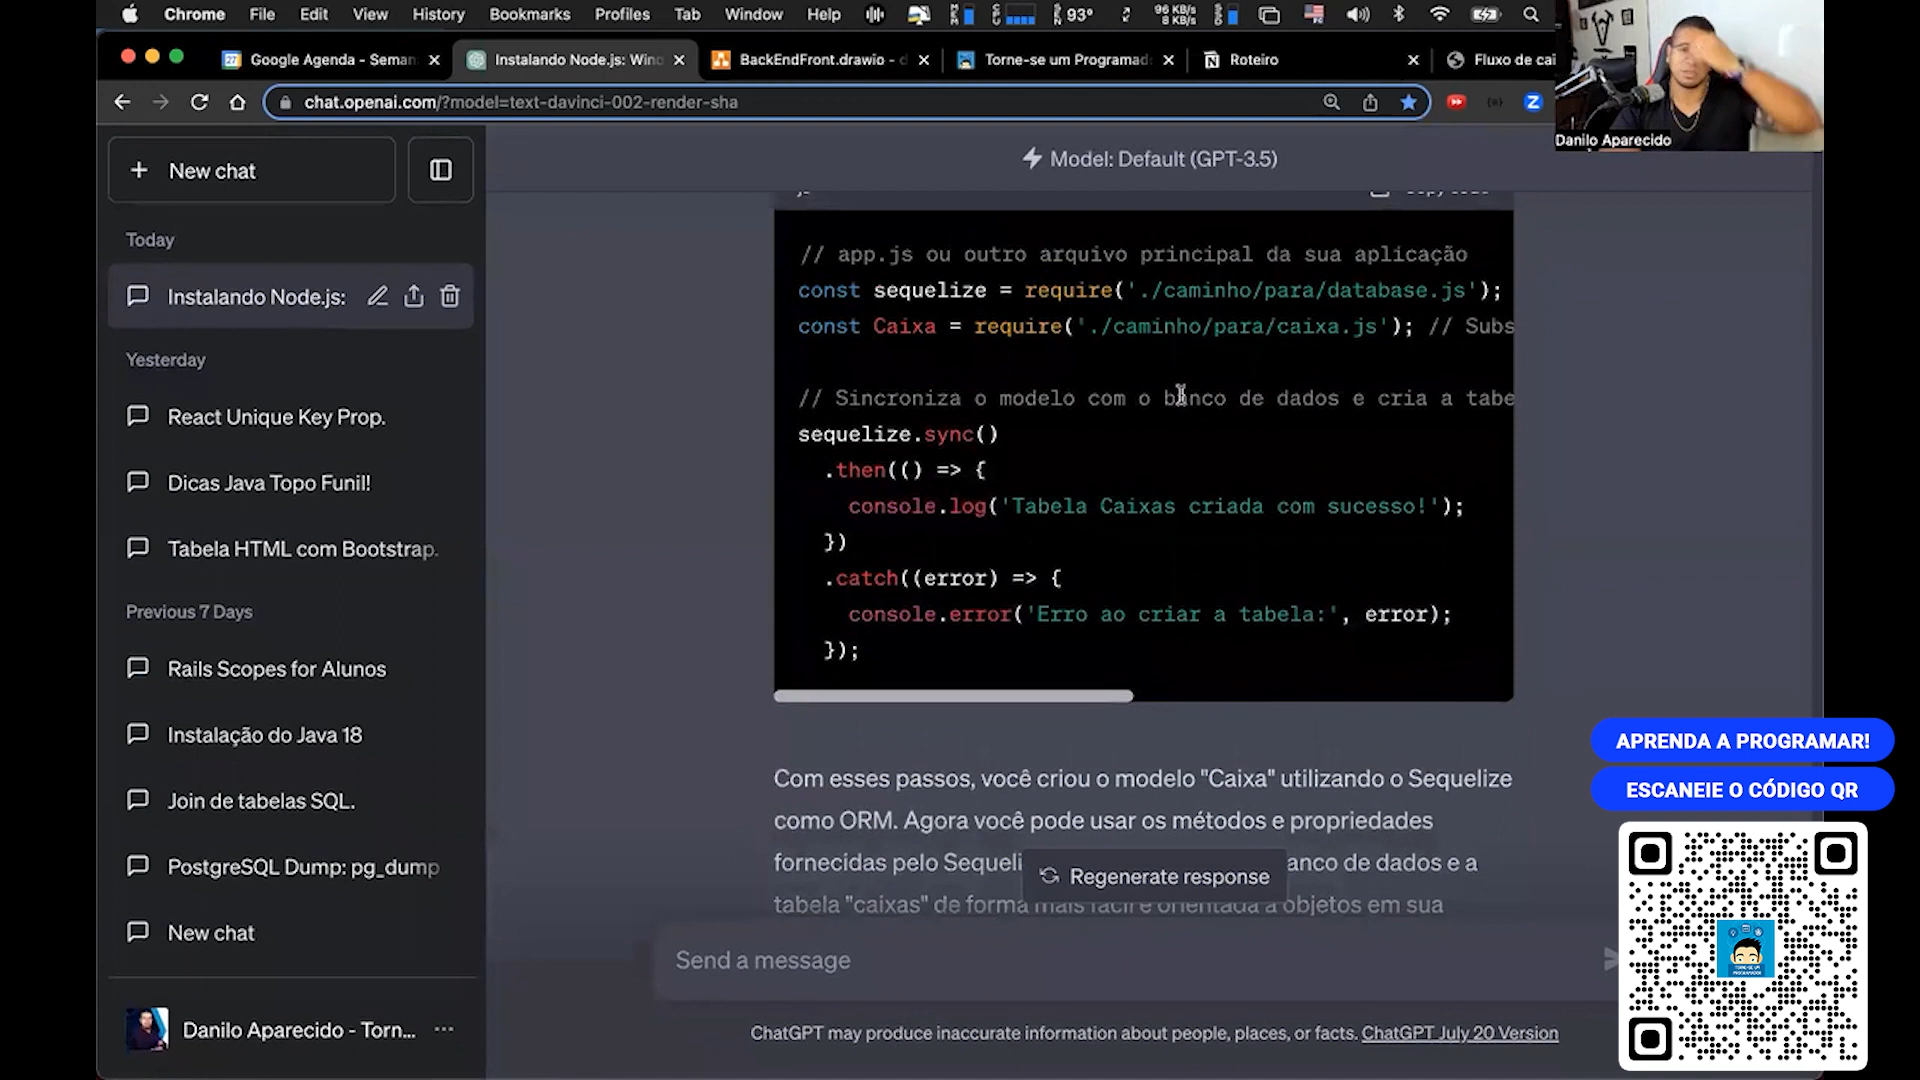 Chrome File Edit View History Bookmarks Profiles Tab Window Help 93° 96 KB/s
8 KB/s
Google Agenda - Seman
Instalando Node.js: Wind
BackEndFront.drawio - d
Torne-se um Programado
Roteiro
Fluxo de cai
chat.openai.com/?model=text-davinci-002-render-sha
Danilo Aparecido
New chat
Today
Instalando Node.js:
Yesterday
React Unique Key Prop.
Dicas Java Topo Funil!
Tabela HTML com Bootstrap.
Previous 7 Days
Rails Scopes for Alunos
Instalação do Java 18
Join de tabelas SQL.
PostgreSQL Dump: pg_dump
New chat
Danilo Aparecido - Torn...
Model: Default (GPT-3.5)
// app.js ou outro arquivo principal da sua aplicação
const sequelize = require('./caminho/para/database.js');
const Caixa = require('./caminho/para/caixa.js'); // Subs
// Sincroniza o modelo com o banco de dados e cria a tabe
sequelize.sync()
.then(() => {
console.log('Tabela Caixas criada com sucesso!');
})
.catch((error) => {
console.error('Erro ao criar a tabela:', error);
});
Com esses passos, você criou o modelo "Caixa" utilizando o Sequelize
como ORM. Agora você pode usar os métodos e propriedades
fornecidas pelo Sequeli anco de dados e a
tabela "caixas" de forma mais fácil e orientada a objetos em sua
Regenerate response
Send a message
ChatGPT may produce inaccurate information about people, places, or facts. ChatGPT July 20 Version
APRENDA A PROGRAMAR!
ESCANEIE O CÓDIGO QR